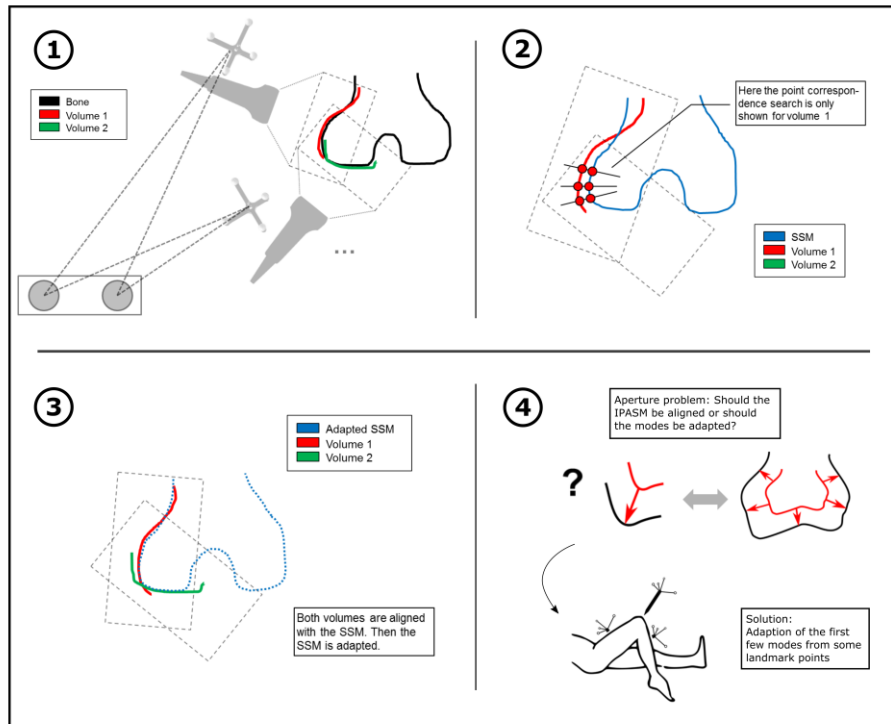 1
Bone
Volume 1
Volume 2
...
2
Here the point correspon-
dence search is only
shown for volume 1
SSM
Volume 1
Volume 2
3
Adapted SSM
Volume 1
Volume 2
Both volumes are aligned
with the SSM. Then the
SSM is adapted.
4
Aperture problem: Should the
IPASM be aligned or should
the modes be adapted?
?
Solution:
Adaption of the first
few modes from some
landmark points